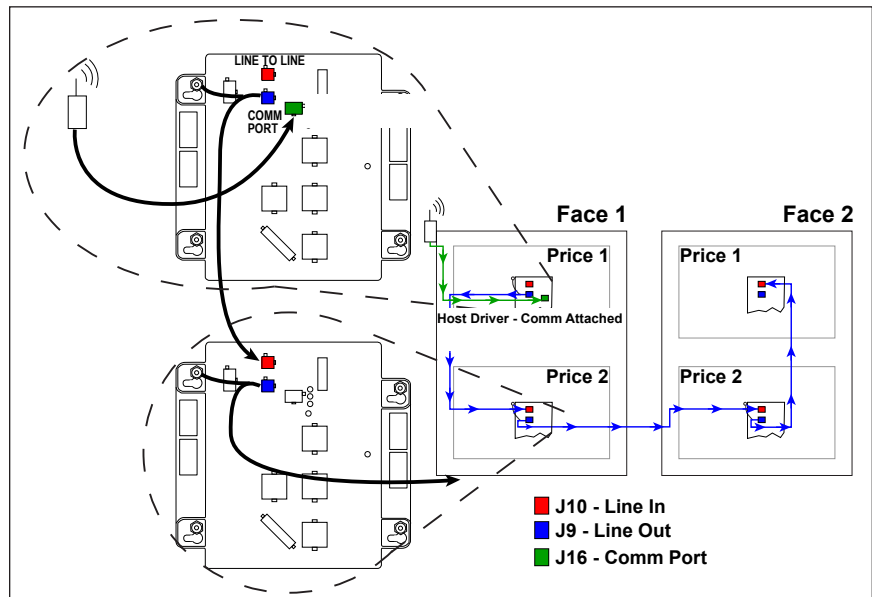 LINE TO LINE
COMM
PORT
Face 1
Face 2
Price 1
Price 1
Host Driver - Comm Attached
Price 2
Price 2
J10 - Line In
J9 - Line Out
J16 - Comm Port